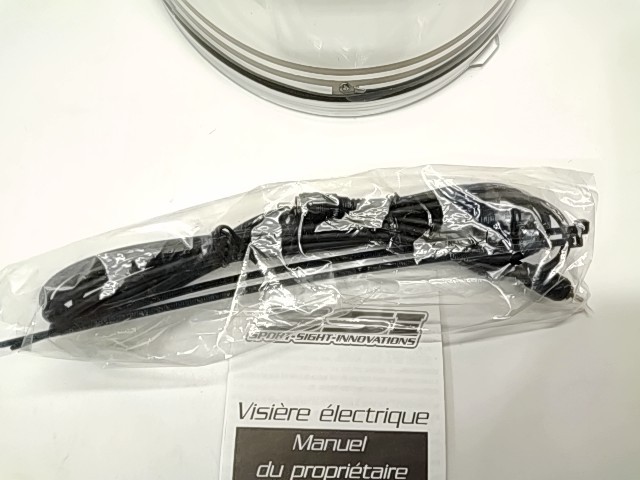 SPORT-SIGHT-INNOVATIONS
Visière électrique
Manuel
du propriétaire